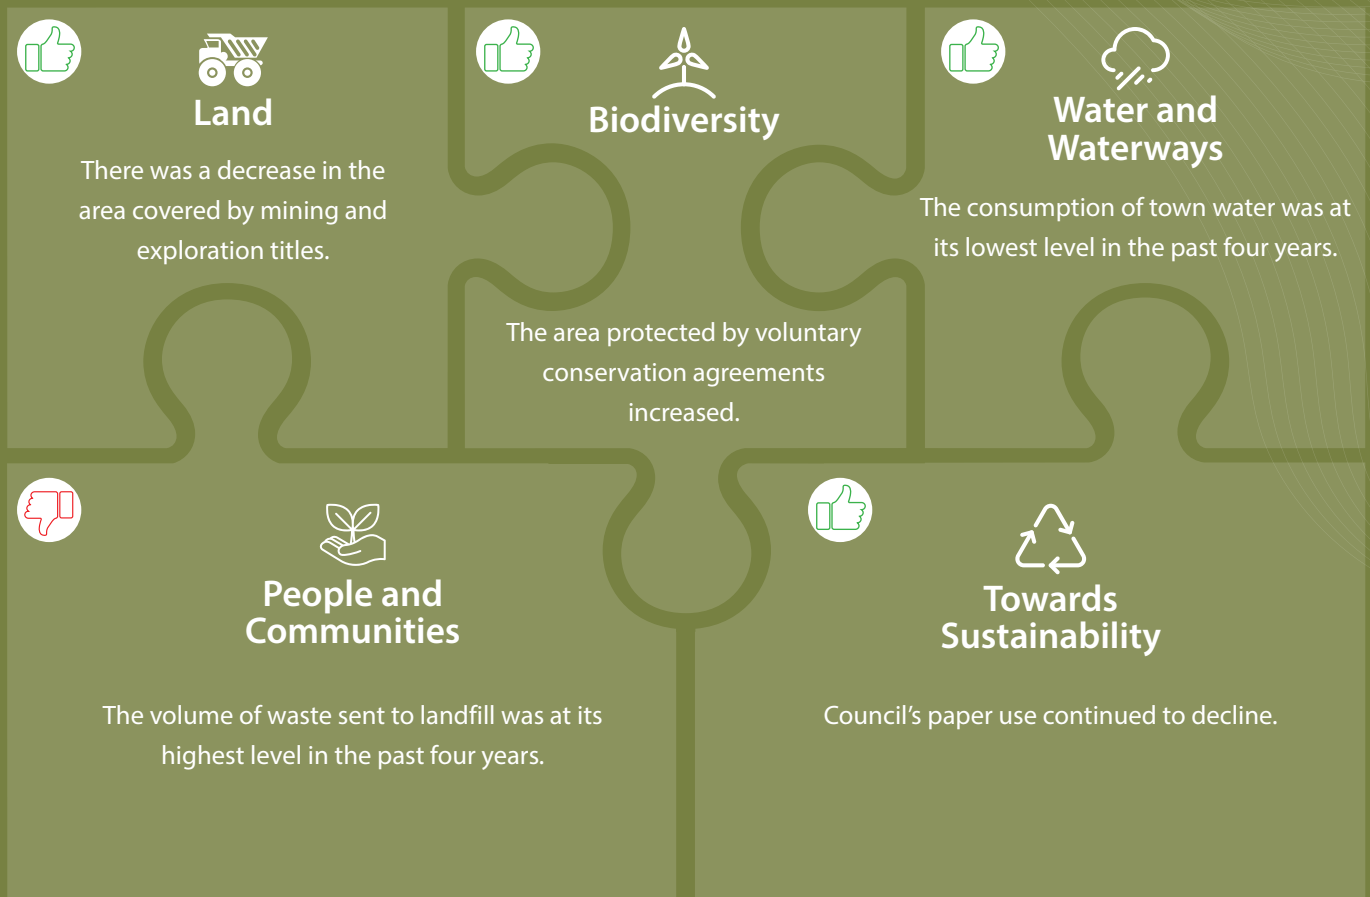 Land
There was a decrease in the
area covered by mining and
exploration titles.
Biodiversity
The area protected by voluntary
conservation agreements
increased.
Water and
Waterways
The consumption of town water was at
its lowest level in the past four years.
People and
Communities
The volume of waste sent to landfill was at its
highest level in the past four years.
Towards
Sustainability
Council’s paper use continued to decline.